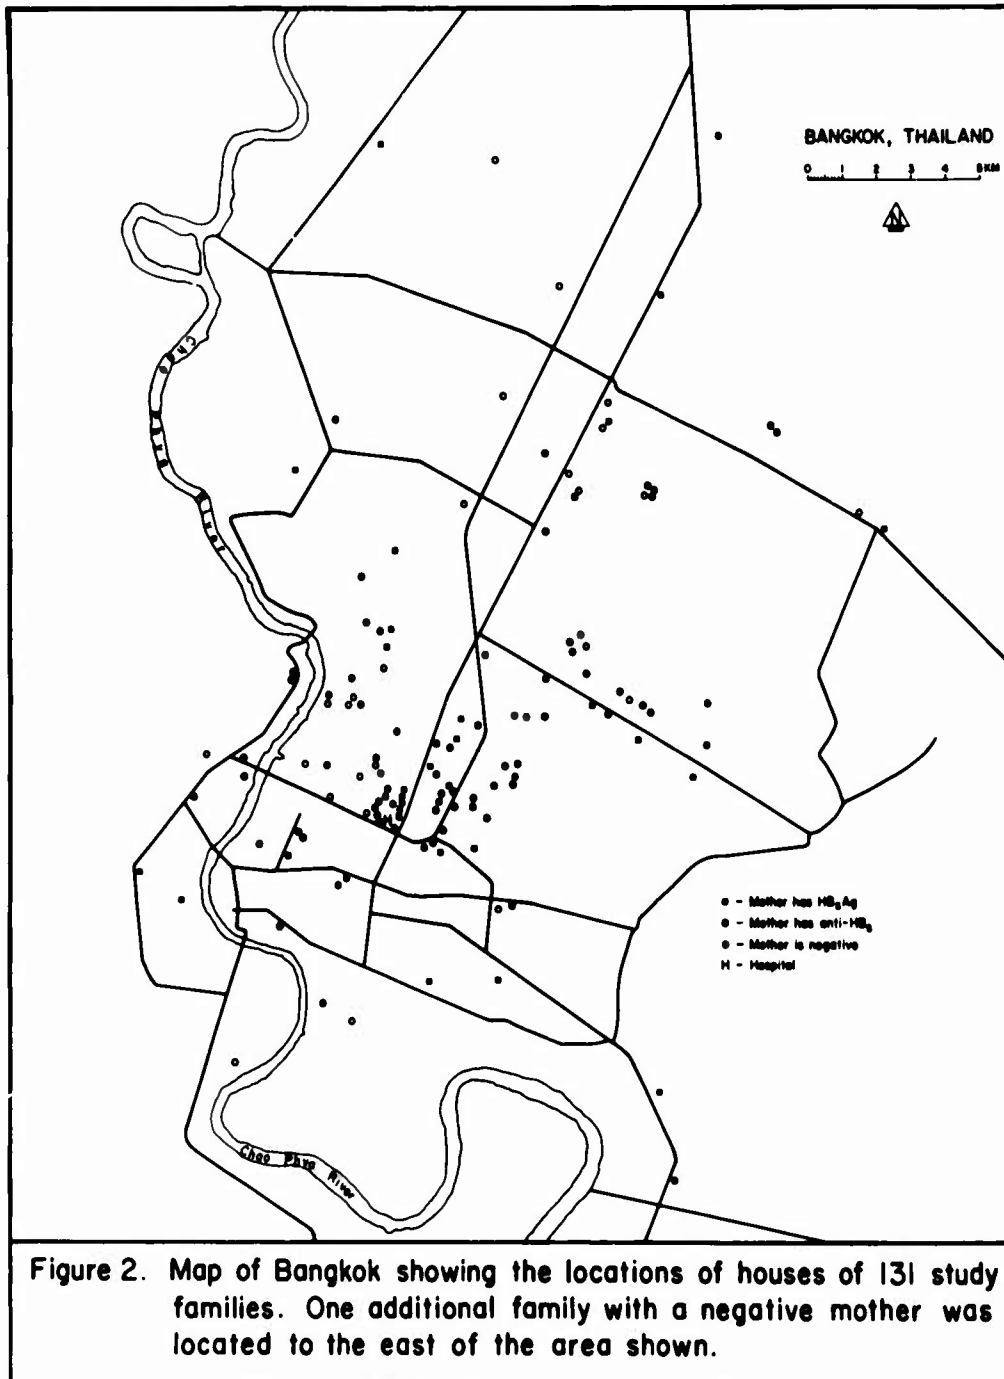 BANGKOK, THAILAND
0 1 2 3 4 5 KM
N
Chao Phya River
H
- Mother has HBsAg
- Mother has anti-HBs
- Mother is negative
H - Hospital
Chao Phya River
Figure 2. Map of Bangkok showing the locations of houses of 131 study
families. One additional family with a negative mother was
located to the east of the area shown.